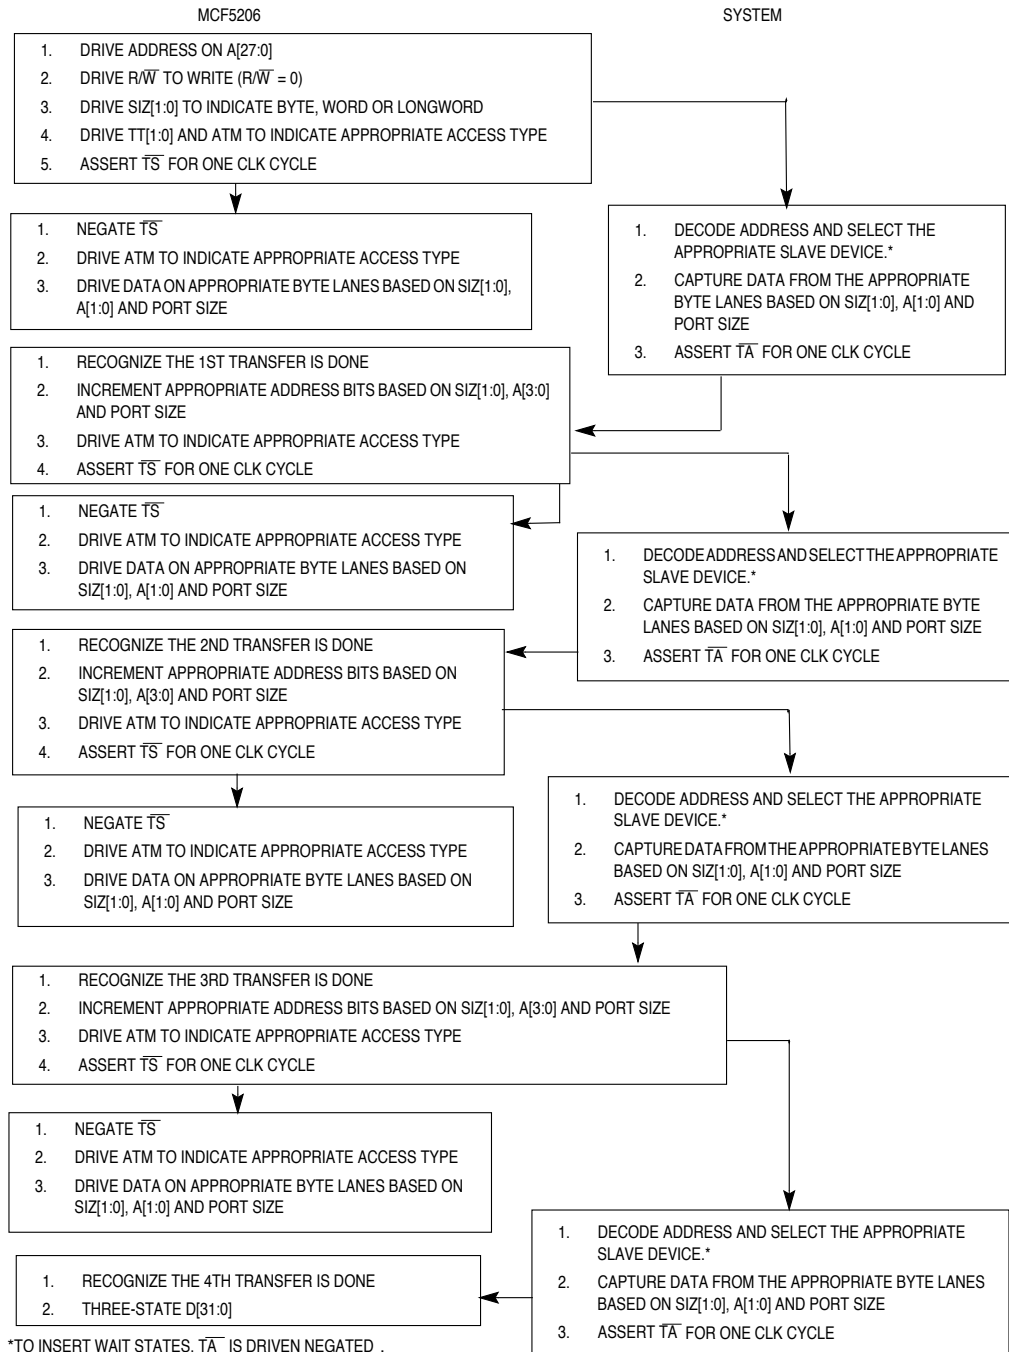 MCF5206
SYSTEM
1. DRIVE ADDRESS ON A[27:0]
2. DRIVE R/W̅ TO WRITE (R/W̅ = 0)
3. DRIVE SIZ[1:0] TO INDICATE BYTE, WORD OR LONGWORD
4. DRIVE TT[1:0] AND ATM TO INDICATE APPROPRIATE ACCESS TYPE
5. ASSERT T̅S̅ FOR ONE CLK CYCLE
1. NEGATE T̅S̅
2. DRIVE ATM TO INDICATE APPROPRIATE ACCESS TYPE
3. DRIVE DATA ON APPROPRIATE BYTE LANES BASED ON SIZ[1:0],
A[1:0] AND PORT SIZE
1. DECODE ADDRESS AND SELECT THE
APPROPRIATE SLAVE DEVICE.*
2. CAPTURE DATA FROM THE APPROPRIATE
BYTE LANES BASED ON SIZ[1:0], A[1:0] AND
PORT SIZE
3. ASSERT T̅A̅ FOR ONE CLK CYCLE
1. RECOGNIZE THE 1ST TRANSFER IS DONE
2. INCREMENT APPROPRIATE ADDRESS BITS BASED ON SIZ[1:0], A[3:0]
AND PORT SIZE
3. DRIVE ATM TO INDICATE APPROPRIATE ACCESS TYPE
4. ASSERT T̅S̅ FOR ONE CLK CYCLE
1. NEGATE T̅S̅
2. DRIVE ATM TO INDICATE APPROPRIATE ACCESS TYPE
3. DRIVE DATA ON APPROPRIATE BYTE LANES BASED ON
SIZ[1:0], A[1:0] AND PORT SIZE
1. DECODE ADDRESS AND SELECT THE APPROPRIATE
SLAVE DEVICE.*
2. CAPTURE DATA FROM THE APPROPRIATE BYTE
LANES BASED ON SIZ[1:0], A[1:0] AND PORT SIZE
3. ASSERT T̅A̅ FOR ONE CLK CYCLE
1. RECOGNIZE THE 2ND TRANSFER IS DONE
2. INCREMENT APPROPRIATE ADDRESS BITS BASED ON
SIZ[1:0], A[3:0] AND PORT SIZE
3. DRIVE ATM TO INDICATE APPROPRIATE ACCESS TYPE
4. ASSERT T̅S̅ FOR ONE CLK CYCLE
1. NEGATE T̅S̅
2. DRIVE ATM TO INDICATE APPROPRIATE ACCESS TYPE
3. DRIVE DATA ON APPROPRIATE BYTE LANES BASED ON
SIZ[1:0], A[1:0] AND PORT SIZE
1. DECODE ADDRESS AND SELECT THE APPROPRIATE
SLAVE DEVICE.*
2. CAPTURE DATA FROM THE APPROPRIATE BYTE LANES
BASED ON SIZ[1:0], A[1:0] AND PORT SIZE
3. ASSERT T̅A̅ FOR ONE CLK CYCLE
1. RECOGNIZE THE 3RD TRANSFER IS DONE
2. INCREMENT APPROPRIATE ADDRESS BITS BASED ON SIZ[1:0], A[3:0] AND PORT SIZE
3. DRIVE ATM TO INDICATE APPROPRIATE ACCESS TYPE
4. ASSERT T̅S̅ FOR ONE CLK CYCLE
1. NEGATE T̅S̅
2. DRIVE ATM TO INDICATE APPROPRIATE ACCESS TYPE
3. DRIVE DATA ON APPROPRIATE BYTE LANES BASED ON
SIZ[1:0], A[1:0] AND PORT SIZE
1. DECODE ADDRESS AND SELECT THE APPROPRIATE
SLAVE DEVICE.*
2. CAPTURE DATA FROM THE APPROPRIATE BYTE LANES
BASED ON SIZ[1:0], A[1:0] AND PORT SIZE
3. ASSERT T̅A̅ FOR ONE CLK CYCLE
1. RECOGNIZE THE 4TH TRANSFER IS DONE
2. THREE-STATE D[31:0]
*TO INSERT WAIT STATES, T̅A̅ IS DRIVEN NEGATED .